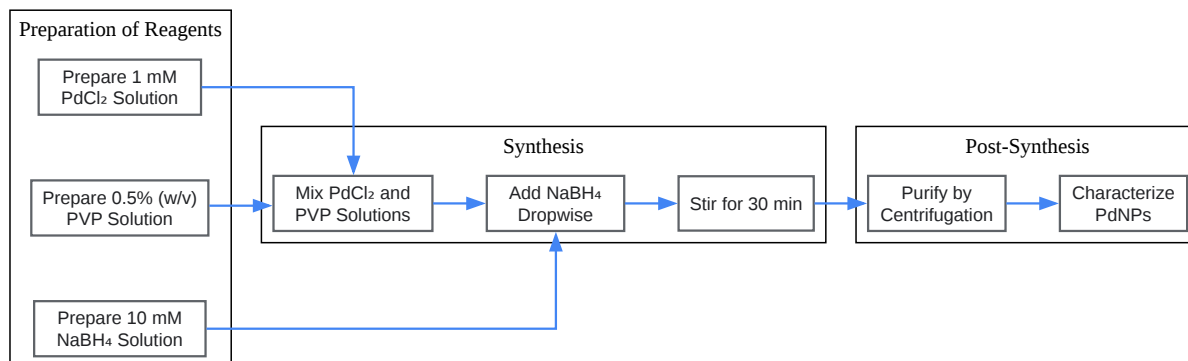 Preparation of Reagents
Prepare 1 mM
PdCl₂ Solution
Prepare 0.5% (w/v)
PVP Solution
Prepare 10 mM
NaBH₄ Solution
Synthesis
Mix PdCl₂ and
PVP Solutions
Add NaBH₄
Dropwise
Stir for 30 min
Post-Synthesis
Purify by
Centrifugation
Characterize
PdNPs